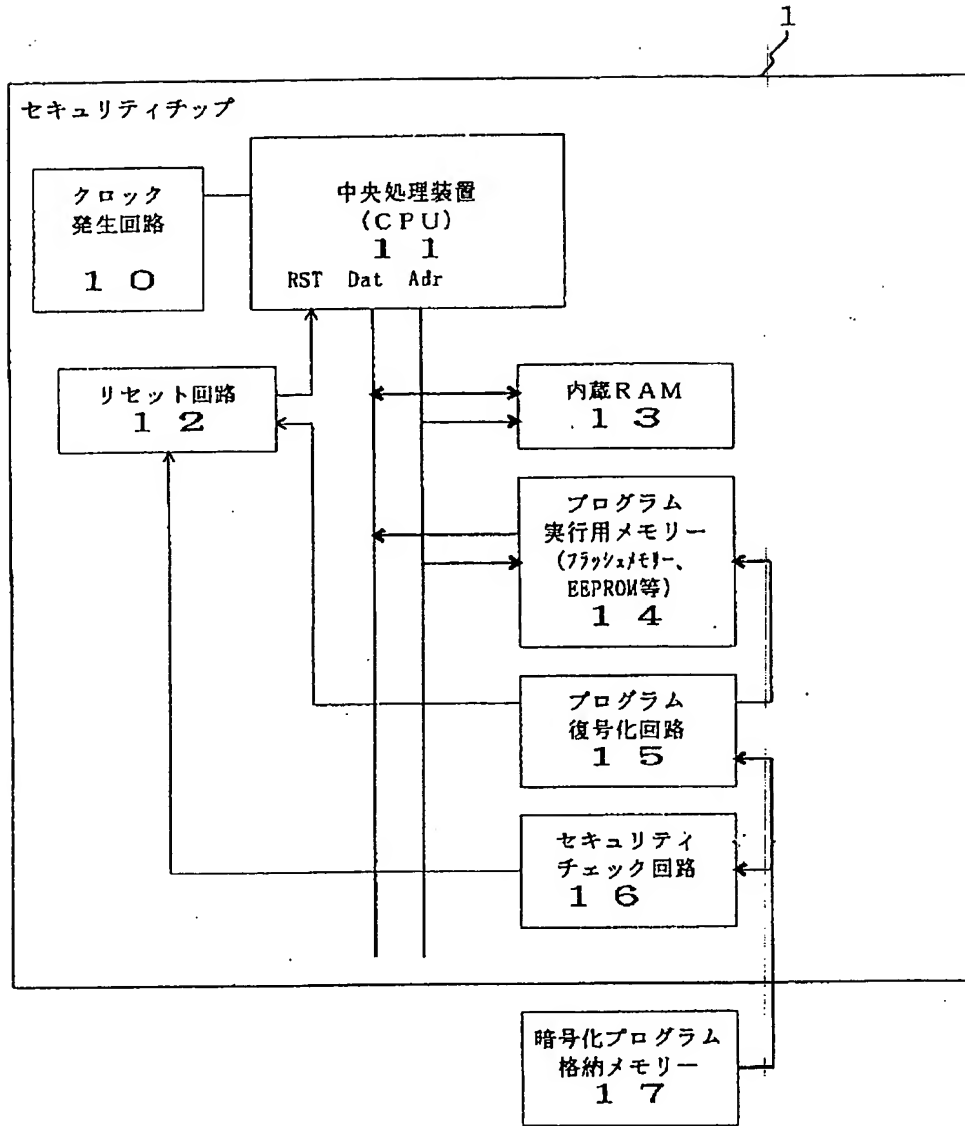 1
セキュリティチップ
クロック
発生回路
10
中央処理装置
(CPU)
11
RST Dat Adr
リセット回路
12
内蔵RAM
13
プログラム
実行用メモリー
(フラッシュメモリー、
EEPROM等)
14
プログラム
復号化回路
15
セキュリティ
チェック回路
16
暗号化プログラム
格納メモリー
17